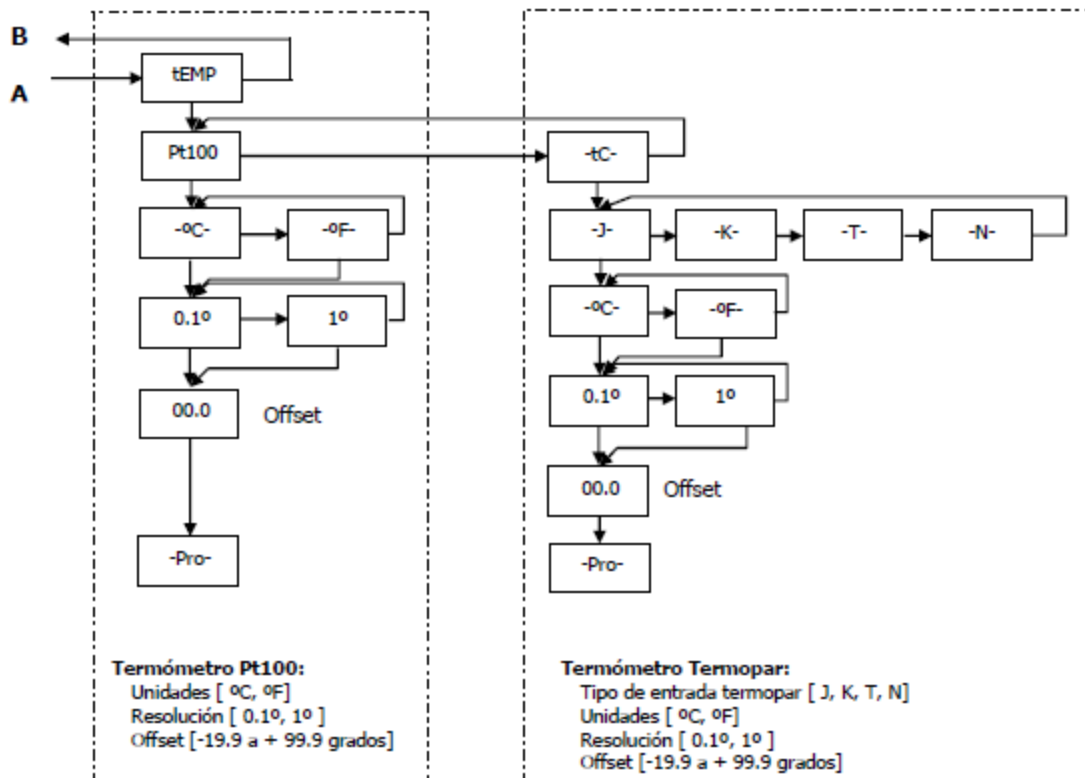 B
A
tEMP
Pt100
-ºC-
-ºF-
0.1º
1º
00.0
Offset
-Pro-
Termómetro Pt100:
Unidades [ ºC, ºF]
Resolución [ 0.1º, 1º ]
Offset [-19.9 a + 99.9 grados]
-tC-
-J-
-K-
-T-
-N-
-ºC-
-ºF-
0.1º
1º
00.0
Offset
-Pro-
Termómetro Termopar:
Tipo de entrada termopar [ J, K, T, N]
Unidades [ ºC, ºF]
Resolución [ 0.1º, 1º ]
Offset [-19.9 a + 99.9 grados]